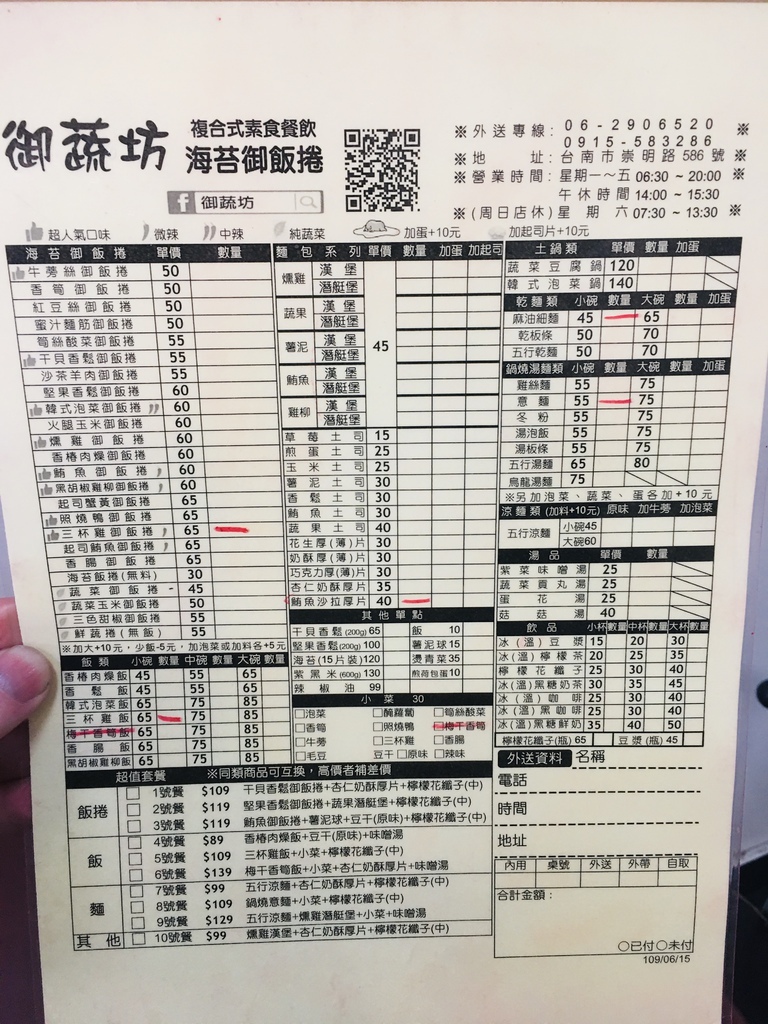 御蔬坊 複合式素食餐飲
海苔御飯捲
f 御蔬坊
※外送專線: 06-2906520
0915-583286 ※
※地 址: 台南市崇明路 586 號 ※
※營業時間: 星期一～五 06:30 ~ 20:00 ※
午休時間 14:00 ~ 15:30
※(周日店休) 星 期 六 07:30 ~ 13:30 ※
超人氣口味 微辣 中辣 純蔬菜 加蛋+10元 加起司片+10元
海苔御飯捲 單價 數量
牛蒡絲御飯捲 50
香筍御飯捲 50
紅豆絲御飯捲 50
蜜汁麵筋御飯捲 50
筍絲酸菜御飯捲 55
干貝香鬆御飯捲 55
沙茶羊肉御飯捲 55
堅果香鬆御飯捲 60
韓式泡菜御飯捲 60
火腿玉米御飯捲 60
燻雞御飯捲 60
香椿肉燥御飯捲 60
鮪魚御飯捲 60
黑胡椒雞柳御飯捲 60
起司蟹黃御飯捲 65
照燒鴨御飯捲 65
三杯雞御飯捲 65
起司鮪魚御飯捲 65
香腸御飯捲 65
海苔飯捲(無料) 30
蔬菜御飯捲 45
蔬菜玉米御飯捲 50
三色甜椒御飯捲 50
鮮蔬捲(無飯) 55
※加大+10元，少飯-5元，加泡菜或加料各+5元
飯類 小碗 數量 中碗 數量 大碗 數量
香椿肉燥飯 45 55 65
香鬆飯 45 55 65
韓式泡菜飯 65 75 85
三杯雞飯 65 75 85
梅干香筍飯 65 75 85
香腸飯 65 75 85
黑胡椒雞柳飯 65 75 85
麵包系列 單價 數量 加蛋 加起司
燻雞 漢堡
潛艇堡
蔬果 漢堡
潛艇堡
薯泥 漢堡 45
潛艇堡
鮪魚 漢堡
潛艇堡
雞柳 漢堡
潛艇堡
草莓土司 15
煎蛋土司 25
玉米土司 25
薯泥土司 30
香鬆土司 30
鮪魚土司 30
蔬果土司 40
花生厚(薄)片 30
奶酥厚(薄)片 30
巧克力厚(薄)片 30
杏仁奶酥厚片 35
鮪魚沙拉厚片 40
其他單點
干貝香鬆(200g) 65 飯 10
堅果香鬆(200g) 100 薯泥球 15
海苔(15片裝) 120 燙青菜 35
紫黑米(600g) 130 煎荷包蛋 10
辣椒油 99
小菜 30
□泡菜 □醃蘿蔔 □筍絲酸菜
□香筍 □照燒鴨 □梅干香筍
□牛蒡 □三杯雞 □香腸
□毛豆 豆干□原味 □辣味
土鍋類 單價 數量 加蛋
蔬菜豆腐鍋 120
韓式泡菜鍋 140
乾麵類 小碗 數量 大碗 數量 加蛋
麻油細麵 45 65
乾板條 50 70
五行乾麵 50 70
鍋燒湯麵類 小碗 數量 大碗 數量 加蛋
雞絲麵 55 75
意麵 55 75
冬粉 55 75
湯泡飯 55 75
湯板條 55 75
五行湯麵 65 80
烏龍湯麵 75
※另加泡菜、蔬菜、蛋各加+10元
涼麵類(加料+10元) 原味 加牛蒡 加泡菜
五行涼麵 小碗45
大碗60
湯品 單價 數量
紫菜味噌湯 25
蔬菜貢丸湯 25
蛋花湯 25
菇菇湯 40
飲品 小杯 數量 中杯 數量 大杯 數量
冰(溫)豆漿 15 20 30
冰(溫)檸檬茶 20 25 35
檸檬花纖子 25 30 40
冰(溫)黑糖奶茶 30 35 45
冰(溫)咖啡 20 30 40
冰(溫)黑咖啡 25 30 40
冰(溫)黑糖鮮奶 35 40 50
檸檬花纖子(瓶) 65 豆漿(瓶) 45
超值套餐 ※同類商品可互換，高價者補差價
飯捲 □ 1號餐 $109 干貝香鬆御飯捲+杏仁奶酥厚片+檸檬花纖子(中)
□ 2號餐 $119 堅果香鬆御飯捲+蔬果潛艇堡+檸檬花纖子(中)
□ 3號餐 $119 鮪魚御飯捲+薯泥球+豆干(原味)+檸檬花纖子(中)
飯 □ 4號餐 $89 香椿肉燥飯+豆干(原味)+味噌湯
□ 5號餐 $109 三杯雞飯+小菜+檸檬花纖子(中)
□ 6號餐 $139 梅干香筍飯+小菜+杏仁奶酥厚片+味噌湯
麵 □ 7號餐 $99 五行涼麵+杏仁奶酥厚片+檸檬花纖子(中)
□ 8號餐 $109 鍋燒意麵+小菜+檸檬花纖子(中)
□ 9號餐 $129 五行涼麵+燻雞潛艇堡+小菜+味噌湯
其他 □ 10號餐 $99 燻雞漢堡+杏仁奶酥厚片+檸檬花纖子(中)
外送資料 名稱
電話
時間
地址
內用 桌號 外送 外帶 自取
合計金額：
○已付○未付
109/06/15